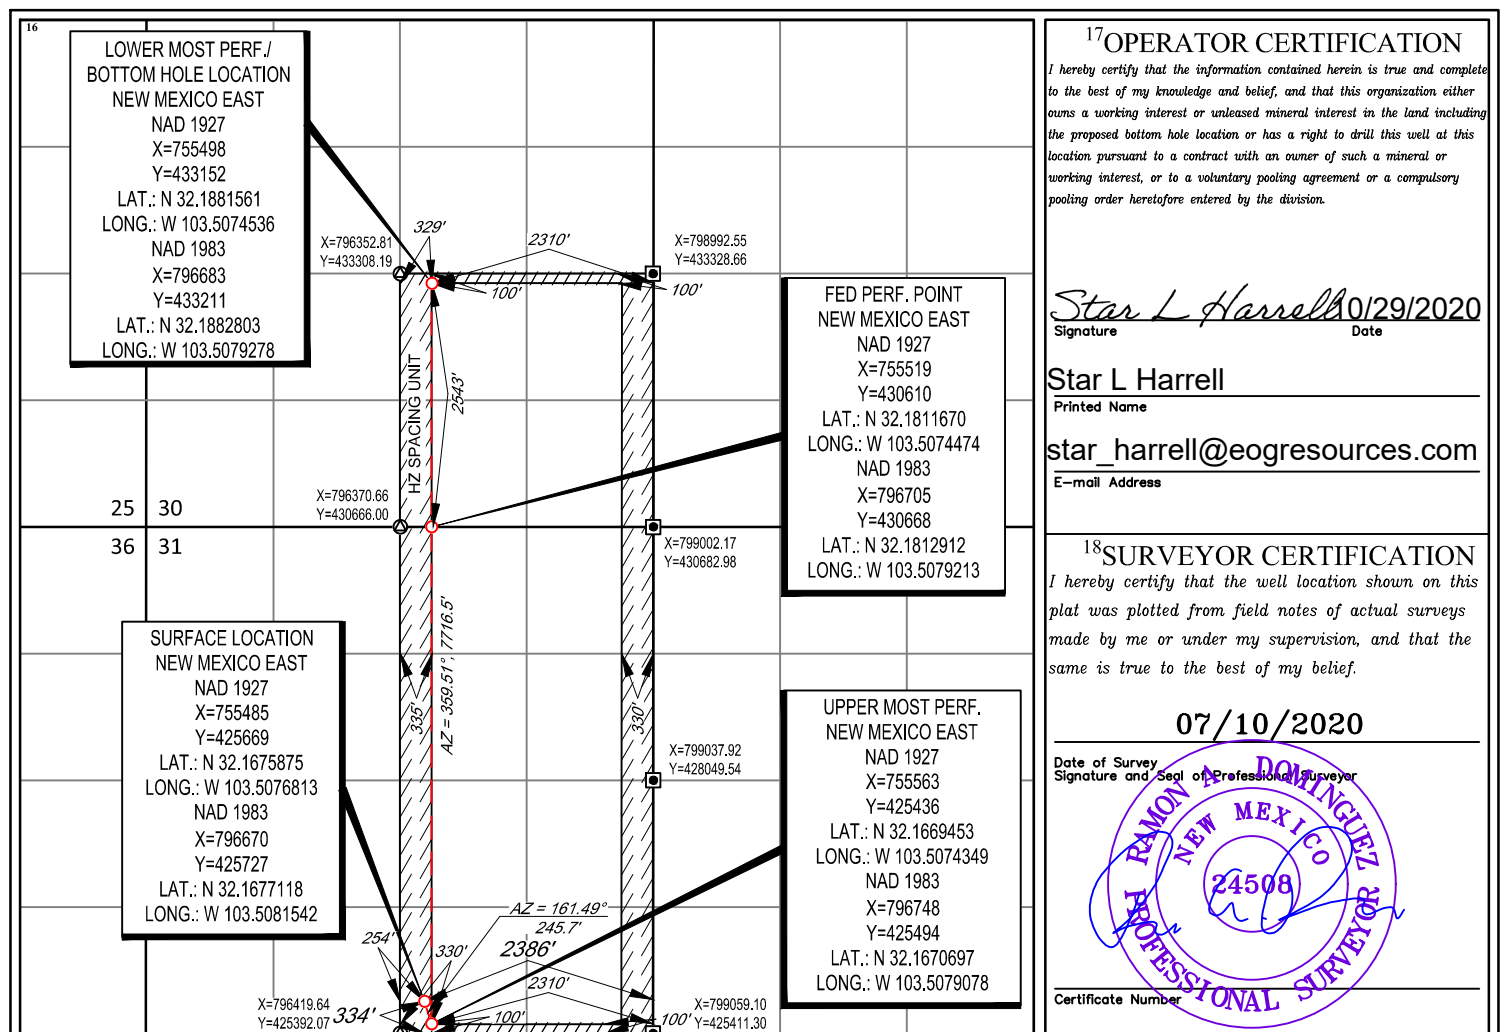 16
LOWER MOST PERF./
BOTTOM HOLE LOCATION
NEW MEXICO EAST
NAD 1927
X=755498
Y=433152
LAT.: N 32.1881561
LONG.: W 103.5074536
NAD 1983
X=796683
Y=433211
LAT.: N 32.1882803
LONG.: W 103.5079278
X=796352.81
Y=433308.19
329'
2310'
X=798992.55
Y=433328.66
100'
100'
FED PERF. POINT
NEW MEXICO EAST
NAD 1927
X=755519
Y=430610
LAT.: N 32.1811670
LONG.: W 103.5074474
NAD 1983
X=796705
Y=430668
LAT.: N 32.1812912
LONG.: W 103.5079213
HZ SPACING UNIT
2543'
X=796370.66
Y=430666.00
25 30
36 31
X=799002.17
Y=430682.98
SURFACE LOCATION
NEW MEXICO EAST
NAD 1927
X=755485
Y=425669
LAT.: N 32.1675875
LONG.: W 103.5076813
NAD 1983
X=796670
Y=425727
LAT.: N 32.1677118
LONG.: W 103.5081542
AZ = 359.51°, 7716.5'
335'
330'
X=799037.92
Y=428049.54
UPPER MOST PERF.
NEW MEXICO EAST
NAD 1927
X=755563
Y=425436
LAT.: N 32.1669453
LONG.: W 103.5074349
NAD 1983
X=796748
Y=425494
LAT.: N 32.1670697
LONG.: W 103.5079078
AZ = 161.49°
245.7'
254'
330'
2386'
2310'
X=796419.64
Y=425392.07
334'
100'
100'
X=799059.10
Y=425411.30
17OPERATOR CERTIFICATION
I hereby certify that the information contained herein is true and complete
to the best of my knowledge and belief, and that this organization either
owns a working interest or unleased mineral interest in the land including
the proposed bottom hole location or has a right to drill this well at this
location pursuant to a contract with an owner of such a mineral or
working interest, or to a voluntary pooling agreement or a compulsory
pooling order heretofore entered by the division.
Star L Harrell 10/29/2020
Signature Date
Star L Harrell
Printed Name
star_harrell@eogresources.com
E-mail Address
18SURVEYOR CERTIFICATION
I hereby certify that the well location shown on this
plat was plotted from field notes of actual surveys
made by me or under my supervision, and that the
same is true to the best of my belief.
07/10/2020
Date of Survey
Signature and Seal of Professional Surveyor
RAMON A. DOMINGUEZ
NEW MEXICO
24508
PROFESSIONAL SURVEYOR
Certificate Number